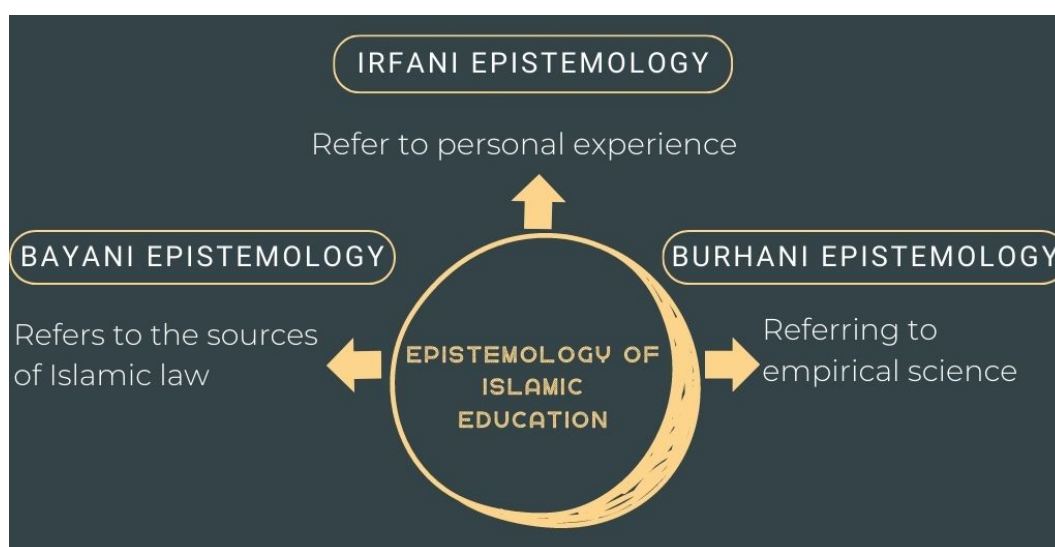 IRFANI EPISTEMOLOGY
Refer to personal experience
BAYANI EPISTEMOLOGY
Refers to the sources
of Islamic law
EPISTEMOLOGY OF
ISLAMIC
EDUCATION
BURHANI EPISTEMOLOGY
Referring to
empirical science